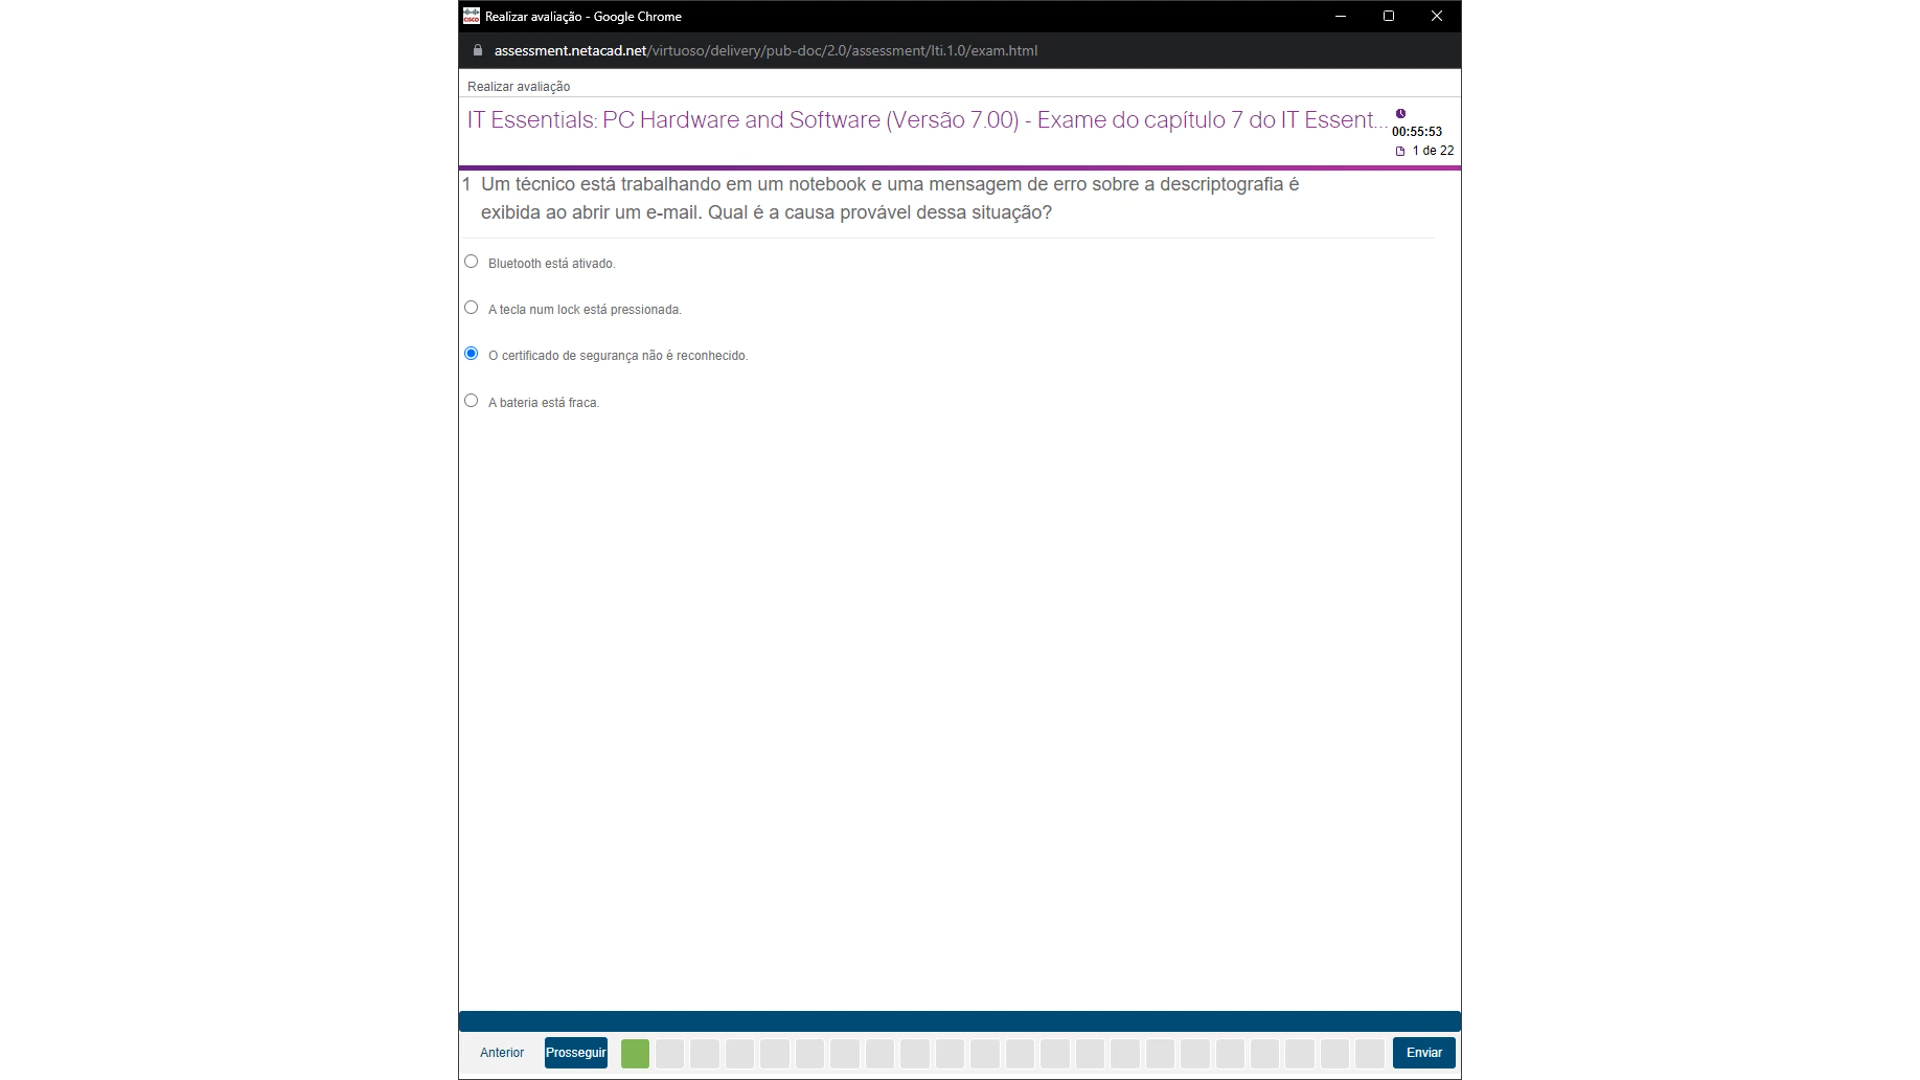 Realizar avaliação - Google Chrome
assessment.netacad.net/virtuoso/delivery/pub-doc/2.0/assessment/lti.1.0/exam.html
Realizar avaliação
IT Essentials: PC Hardware and Software (Versão 7.00) - Exame do capítulo 7 do IT Essent...
00:55:53
1 de 22
1 Um técnico está trabalhando em um notebook e uma mensagem de erro sobre a descriptografia é
exibida ao abrir um e-mail. Qual é a causa provável dessa situação?
Bluetooth está ativado.
A tecla num lock está pressionada.
O certificado de segurança não é reconhecido.
A bateria está fraca.
Anterior Prosseguir Enviar